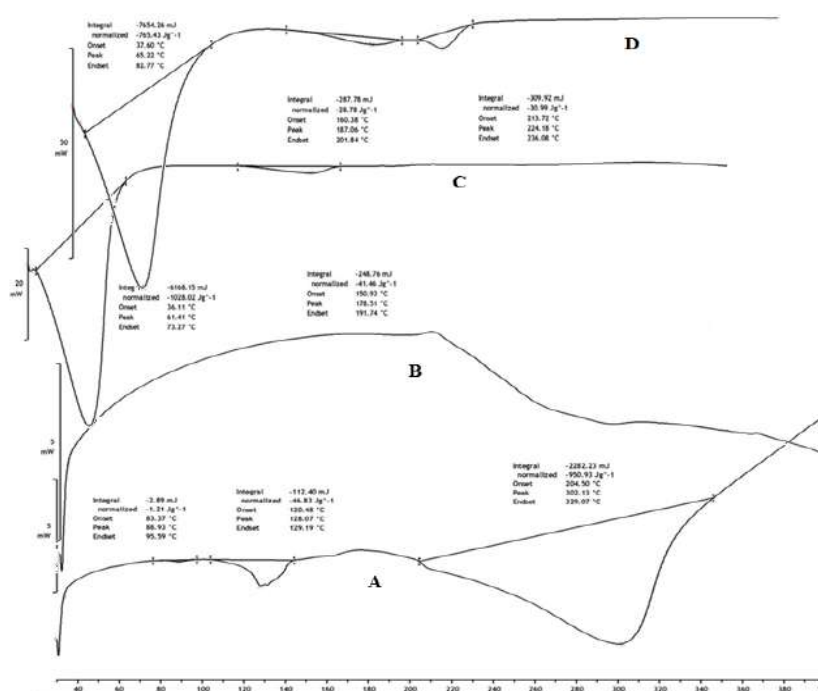 Integral -7654.26 mJ
normalized -765.43 Jg^-1
Onset 37.60 °C
Peak 65.22 °C
Endset 82.77 °C
D
50
mW
Integral -287.78 mJ
normalized -28.78 Jg^-1
Onset 160.38 °C
Peak 187.06 °C
Endset 201.84 °C
Integral -309.92 mJ
normalized -30.99 Jg^-1
Onset 213.72 °C
Peak 224.18 °C
Endset 236.08 °C
C
20
mW
Integ -6168.15 mJ
normalized -1028.02 Jg^-1
Onset 36.11 °C
Peak 61.41 °C
Endset 73.27 °C
Integral -248.76 mJ
normalized -41.46 Jg^-1
Onset 150.93 °C
Peak 178.51 °C
Endset 191.74 °C
B
5
mW
Integral -2282.23 mJ
normalized -950.93 Jg^-1
Onset 204.50 °C
Peak 302.13 °C
Endset 329.07 °C
Integral -2.89 mJ
normalized -1.21 Jg^-1
Onset 83.37 °C
Peak 88.93 °C
Endset 95.59 °C
Integral -112.40 mJ
normalized -46.83 Jg^-1
Onset 120.48 °C
Peak 128.07 °C
Endset 129.19 °C
5
mW
A
40 60 80 100 120 140 160 180 200 220 240 260 280 300 320 340 360 380